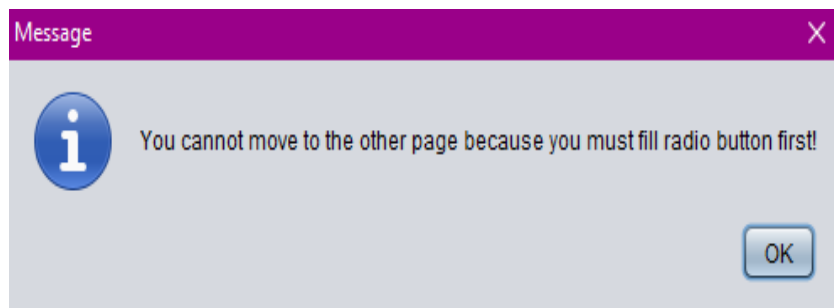 Message
You cannot move to the other page because you must fill radio button first!
OK